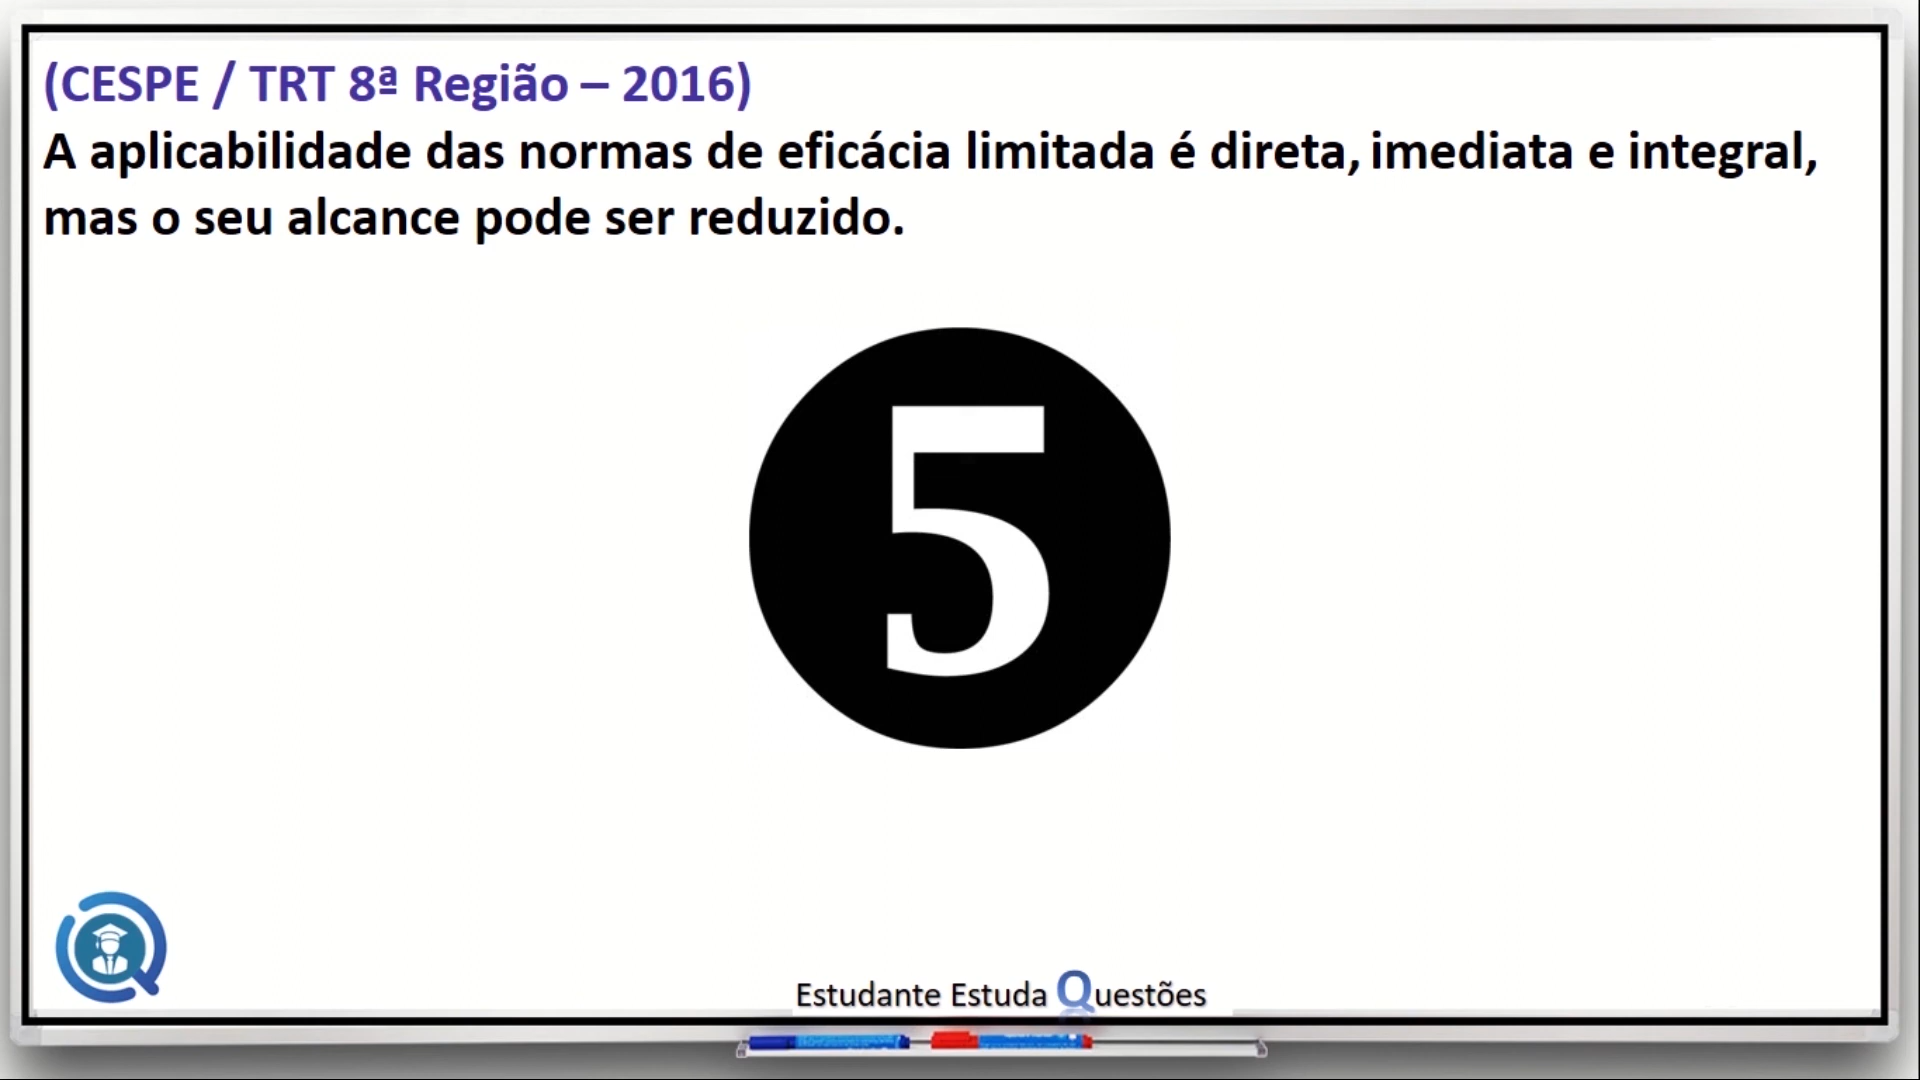 (CESPE / TRT 8ª Região – 2016)
A aplicabilidade das normas de eficácia limitada é direta, imediata e integral,
mas o seu alcance pode ser reduzido.
5
Estudante Estuda Questões